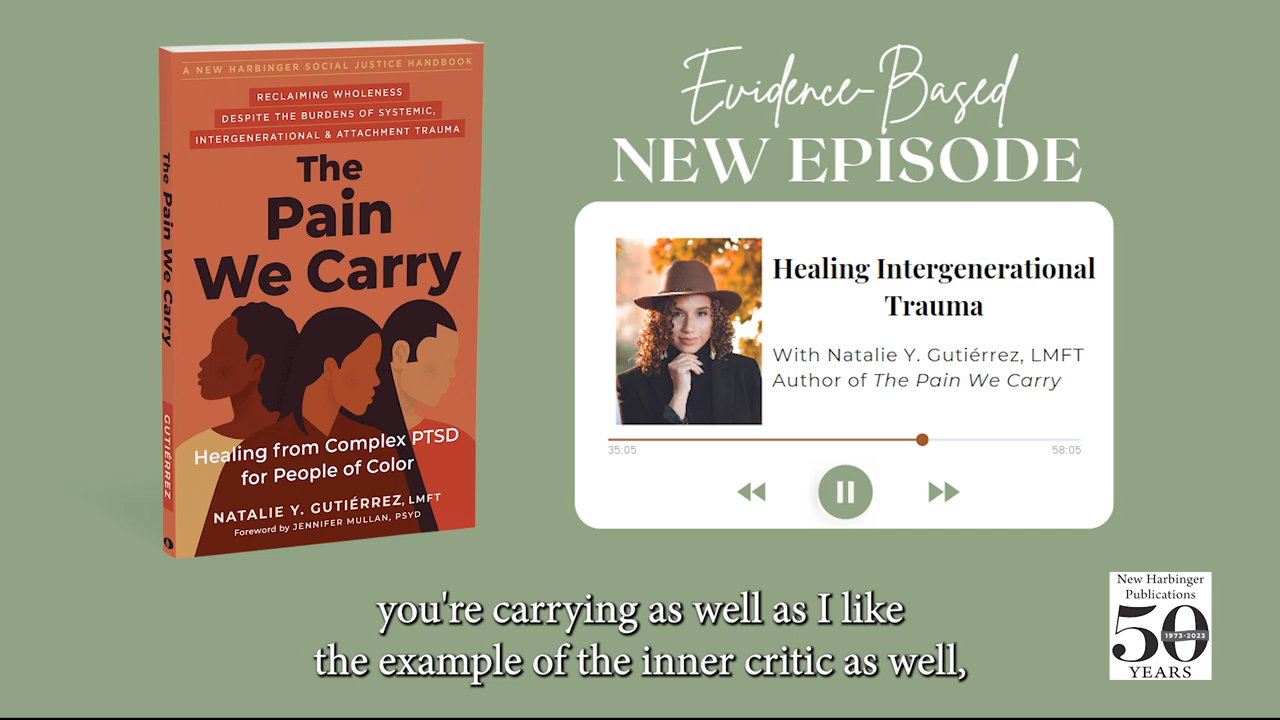 A NEW HARBINGER SOCIAL JUSTICE HANDBOOK
RECLAIMING WHOLENESS
DESPITE THE BURDENS OF SYSTEMIC,
INTERGENERATIONAL & ATTACHMENT TRAUMA
The
Pain
We Carry
Healing from Complex PTSD
for People of Color
NATALIE Y. GUTIÉRREZ, LMFT
Foreword by JENNIFER MULLAN, PSYD
The Pain We Carry
GUTIÉRREZ
Evidence-Based
NEW EPISODE
Healing Intergenerational
Trauma
With Natalie Y. Gutiérrez, LMFT
Author of The Pain We Carry
35:05
58:05
you're carrying as well as I like
the example of the inner critic as well,
New Harbinger
Publications
50
1973-2023
YEARS